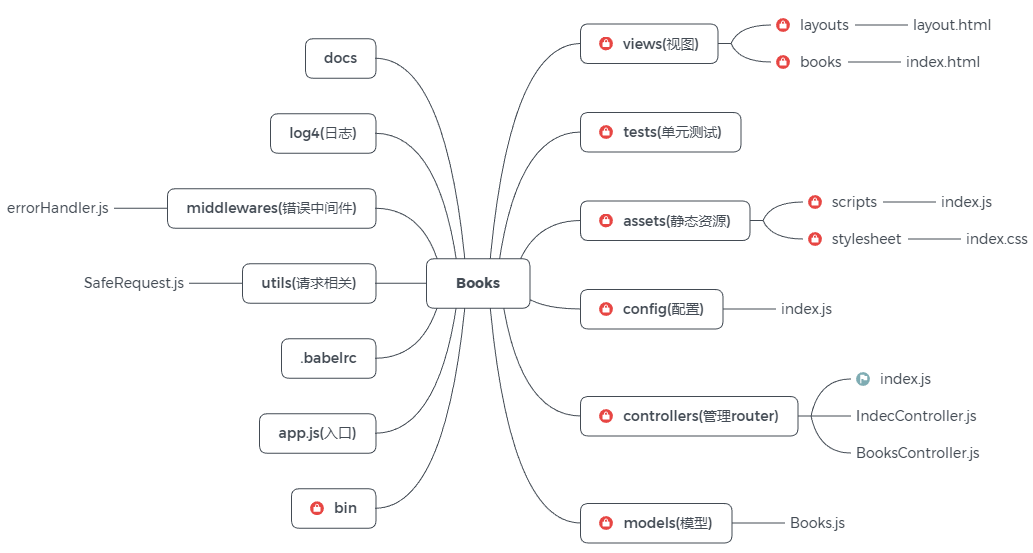 Books
docs
log4(日志)
middlewares(错误中间件)
errorHandler.js
utils(请求相关)
SafeRequest.js
.babelrc
app.js(入口)
bin
views(视图)
layouts
layout.html
books
index.html
tests(单元测试)
assets(静态资源)
scripts
index.js
stylesheet
index.css
config(配置)
index.js
controllers(管理router)
index.js
IndecController.js
BooksController.js
models(模型)
Books.js